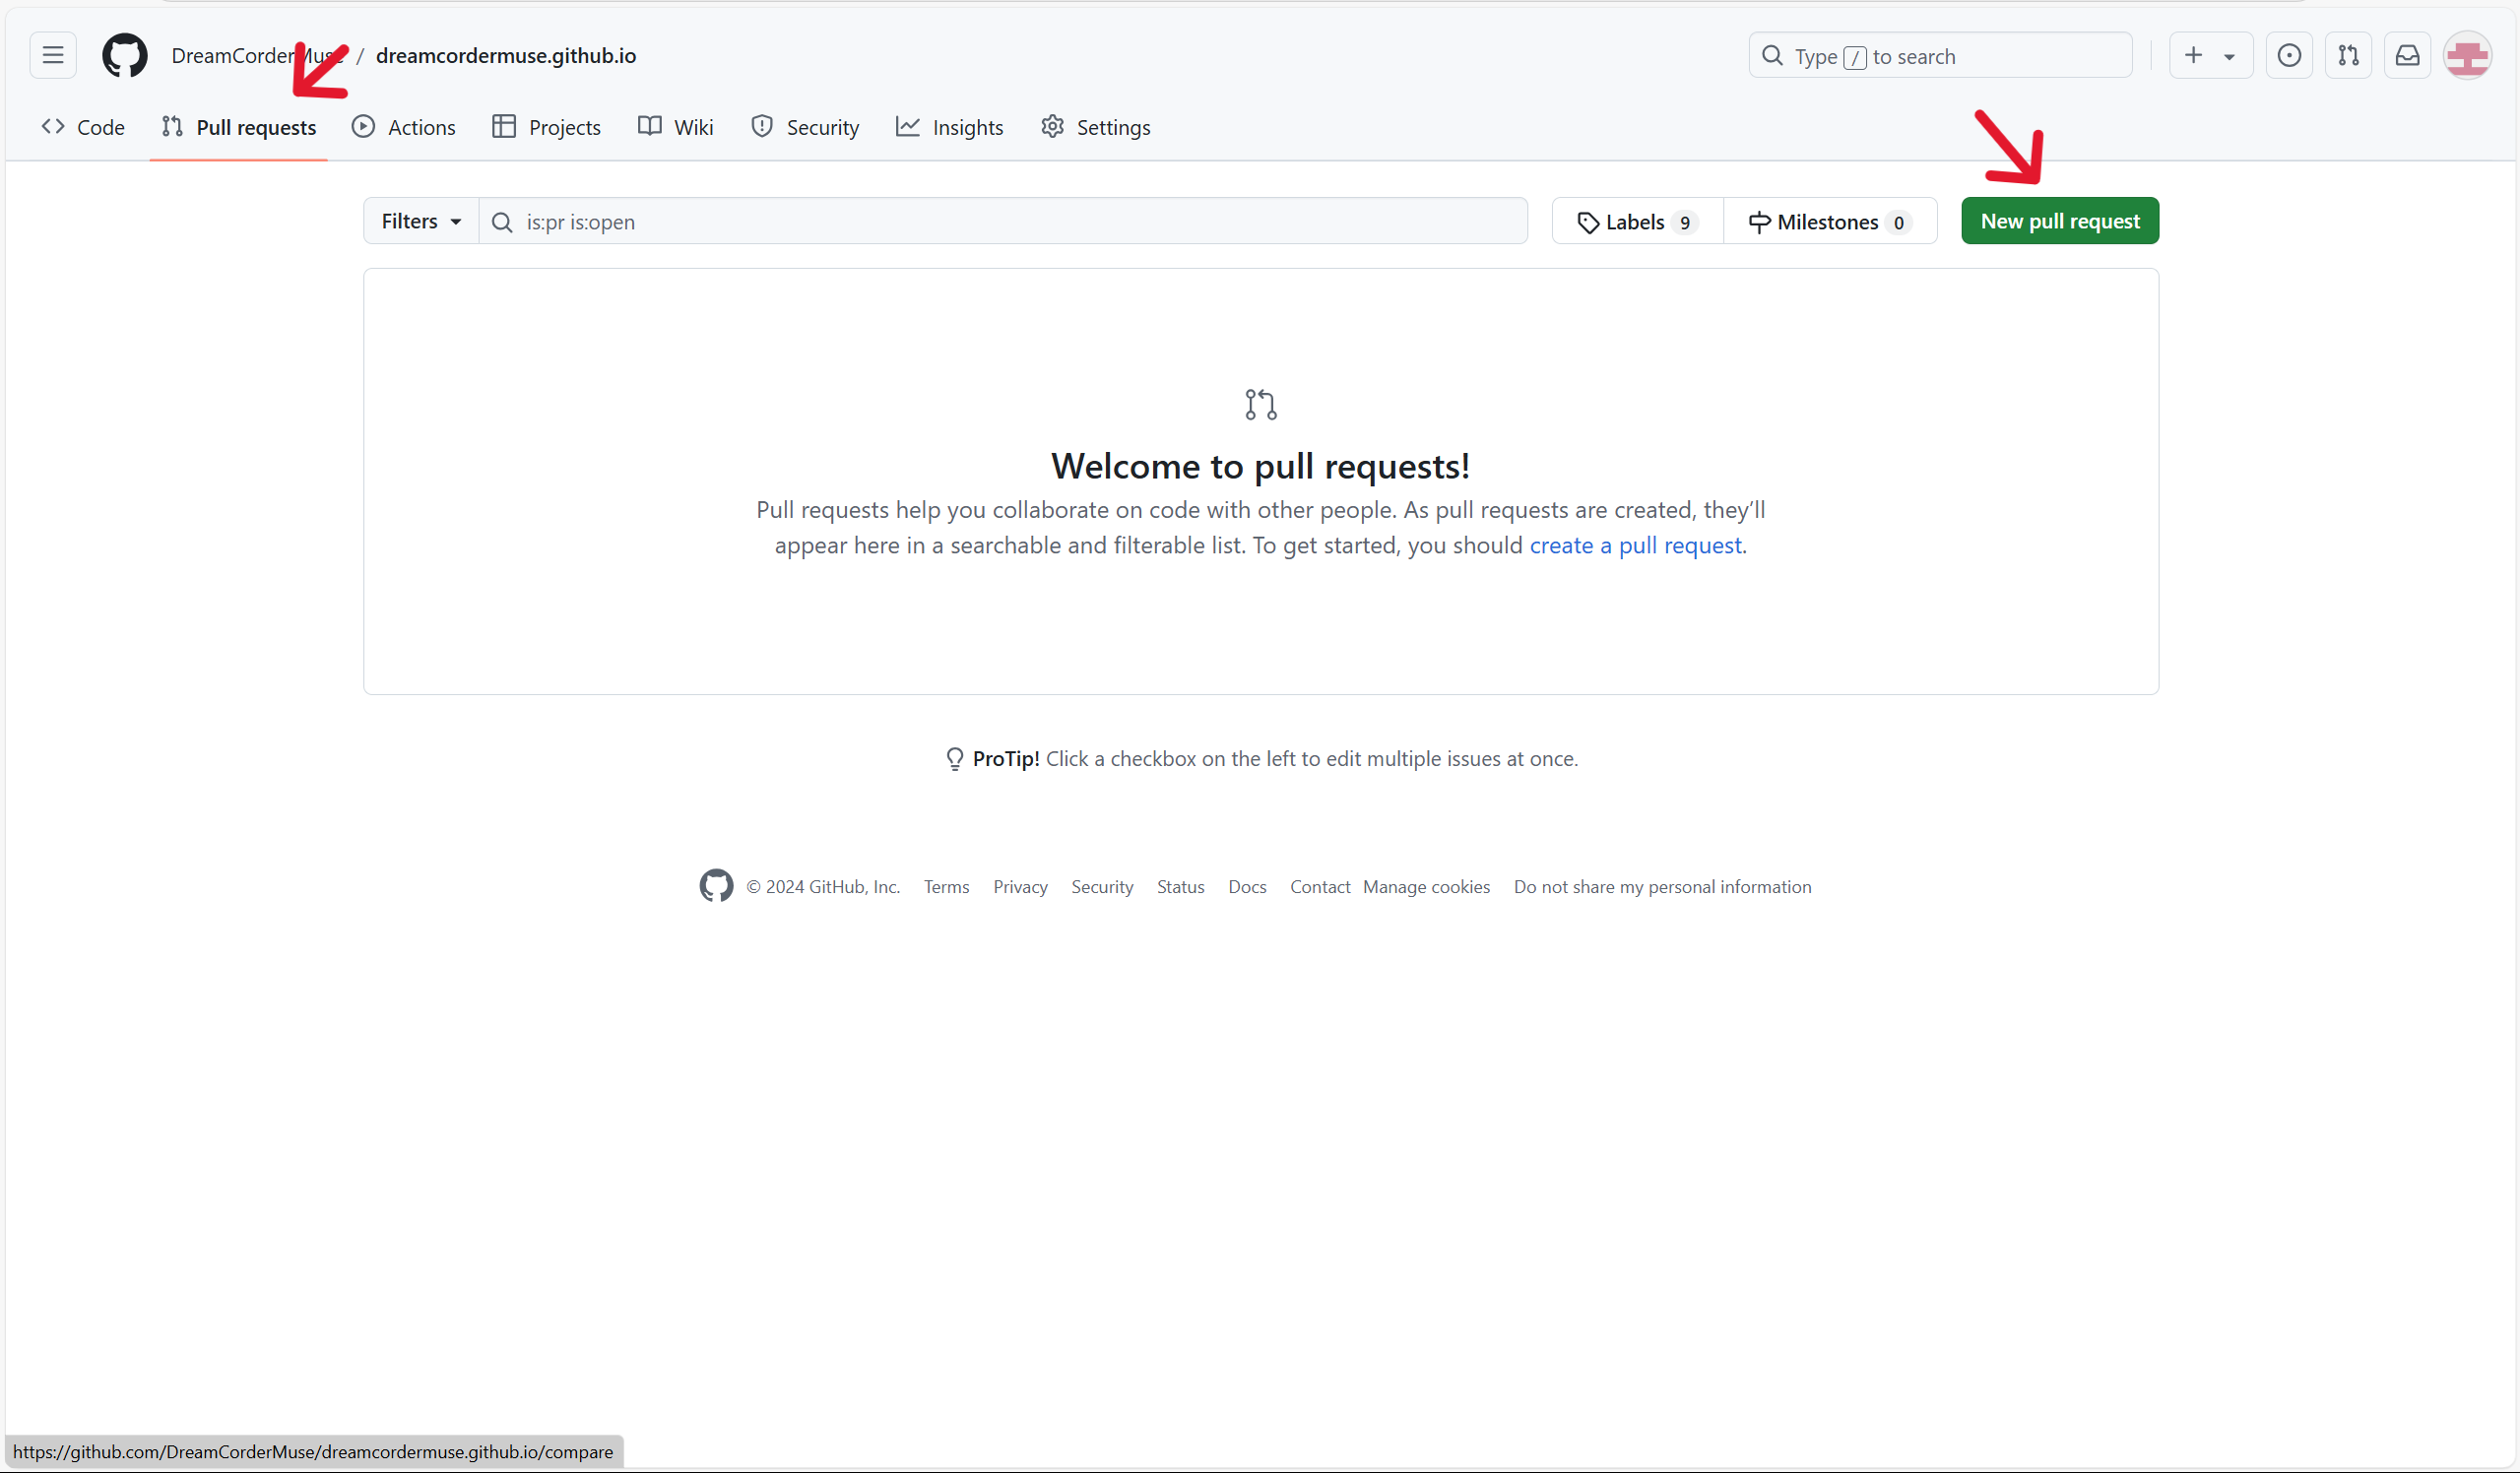 DreamCorderMuse / dreamcordermuse.github.io
Type / to search
Code Pull requests Actions Projects Wiki Security Insights Settings
Filters is:pr is:open Labels 9 Milestones 0 New pull request
Welcome to pull requests!
Pull requests help you collaborate on code with other people. As pull requests are created, they’ll
appear here in a searchable and filterable list. To get started, you should create a pull request.
ProTip! Click a checkbox on the left to edit multiple issues at once.
© 2024 GitHub, Inc. Terms Privacy Security Status Docs Contact Manage cookies Do not share my personal information
https://github.com/DreamCorderMuse/dreamcordermuse.github.io/compare